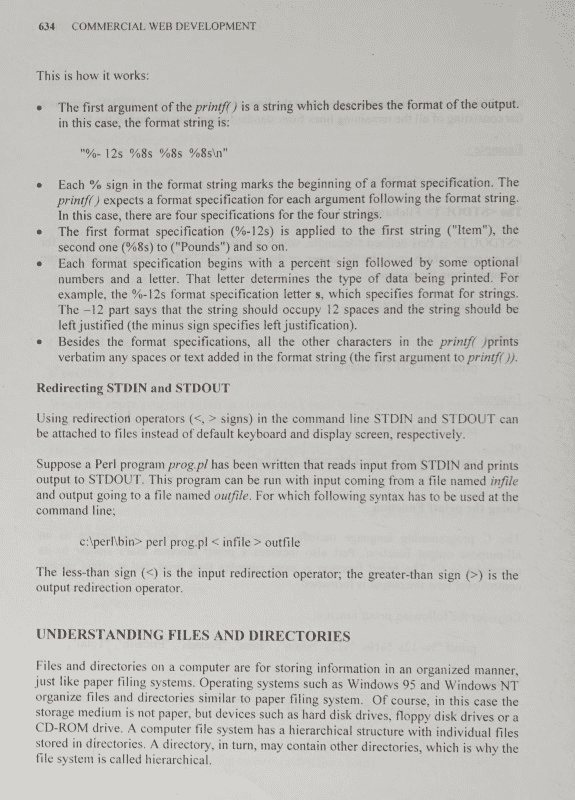 634 COMMERCIAL WEB DEVELOPMENT
This is how it works:
• The first argument of the printf( ) is a string which describes the format of the output.
in this case, the format string is:
"%- 12s %8s %8s %8s\n"
• Each % sign in the format string marks the beginning of a format specification. The
printf( ) expects a format specification for each argument following the format string.
In this case, there are four specifications for the four strings.
• The first format specification (%-12s) is applied to the first string ("Item"), the
second one (%8s) to ("Pounds") and so on.
• Each format specification begins with a percent sign followed by some optional
numbers and a letter. That letter determines the type of data being printed. For
example, the %-12s format specification letter s, which specifies format for strings.
The –12 part says that the string should occupy 12 spaces and the string should be
left justified (the minus sign specifies left justification).
• Besides the format specifications, all the other characters in the printf( )prints
verbatim any spaces or text added in the format string (the first argument to printf( )).
Redirecting STDIN and STDOUT
Using redirection operators (<, > signs) in the command line STDIN and STDOUT can
be attached to files instead of default keyboard and display screen, respectively.
Suppose a Perl program prog.pl has been written that reads input from STDIN and prints
output to STDOUT. This program can be run with input coming from a file named infile
and output going to a file named outfile. For which following syntax has to be used at the
command line;
c:\perl\bin> perl prog.pl < infile > outfile
The less-than sign (<) is the input redirection operator; the greater-than sign (>) is the
output redirection operator.
UNDERSTANDING FILES AND DIRECTORIES
Files and directories on a computer are for storing information in an organized manner,
just like paper filing systems. Operating systems such as Windows 95 and Windows NT
organize files and directories similar to paper filing system. Of course, in this case the
storage medium is not paper, but devices such as hard disk drives, floppy disk drives or a
CD-ROM drive. A computer file system has a hierarchical structure with individual files
stored in directories. A directory, in turn, may contain other directories, which is why the
file system is called hierarchical.